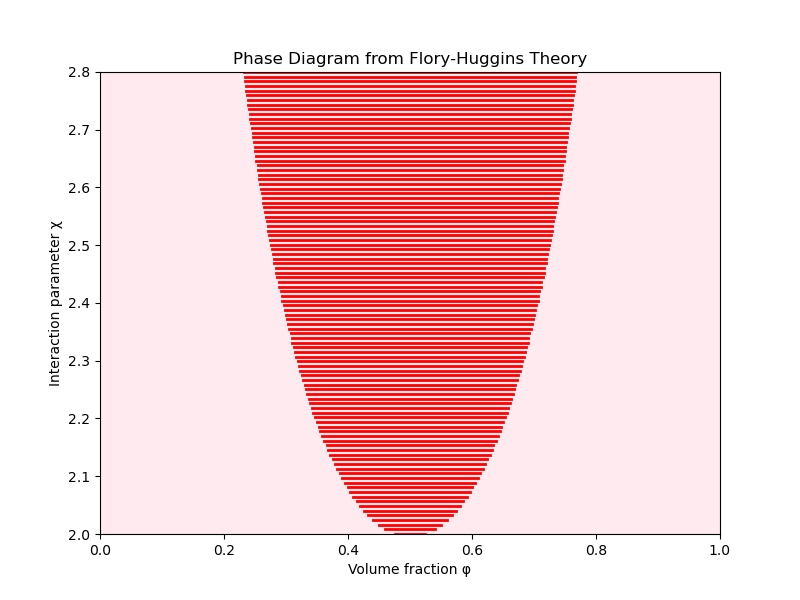 Phase Diagram from Flory-Huggins Theory
2.8
2.7
2.6
2.5
2.4
2.3
2.2
2.1
2.0
Interaction parameter χ
0.0 0.2 0.4 0.6 0.8 1.0
Volume fraction φ